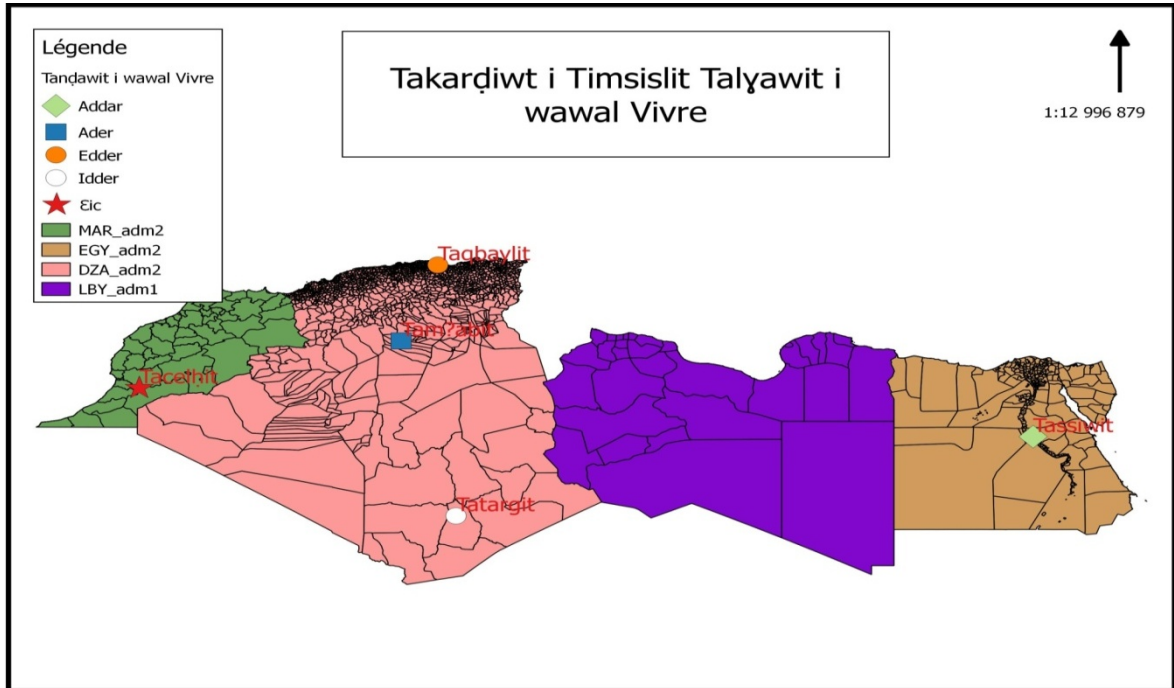 Légende
Tanḍawit i wawal Vivre
Addar
Ader
Edder
Idder
Ɛic
MAR_adm2
EGY_adm2
DZA_adm2
LBY_adm1
Takarḍiwt i Timsislit Talɣawit i
wawal Vivre
1:12 996 879
Taqbaylit
Tacelhit
Tassiwit
Tatargit